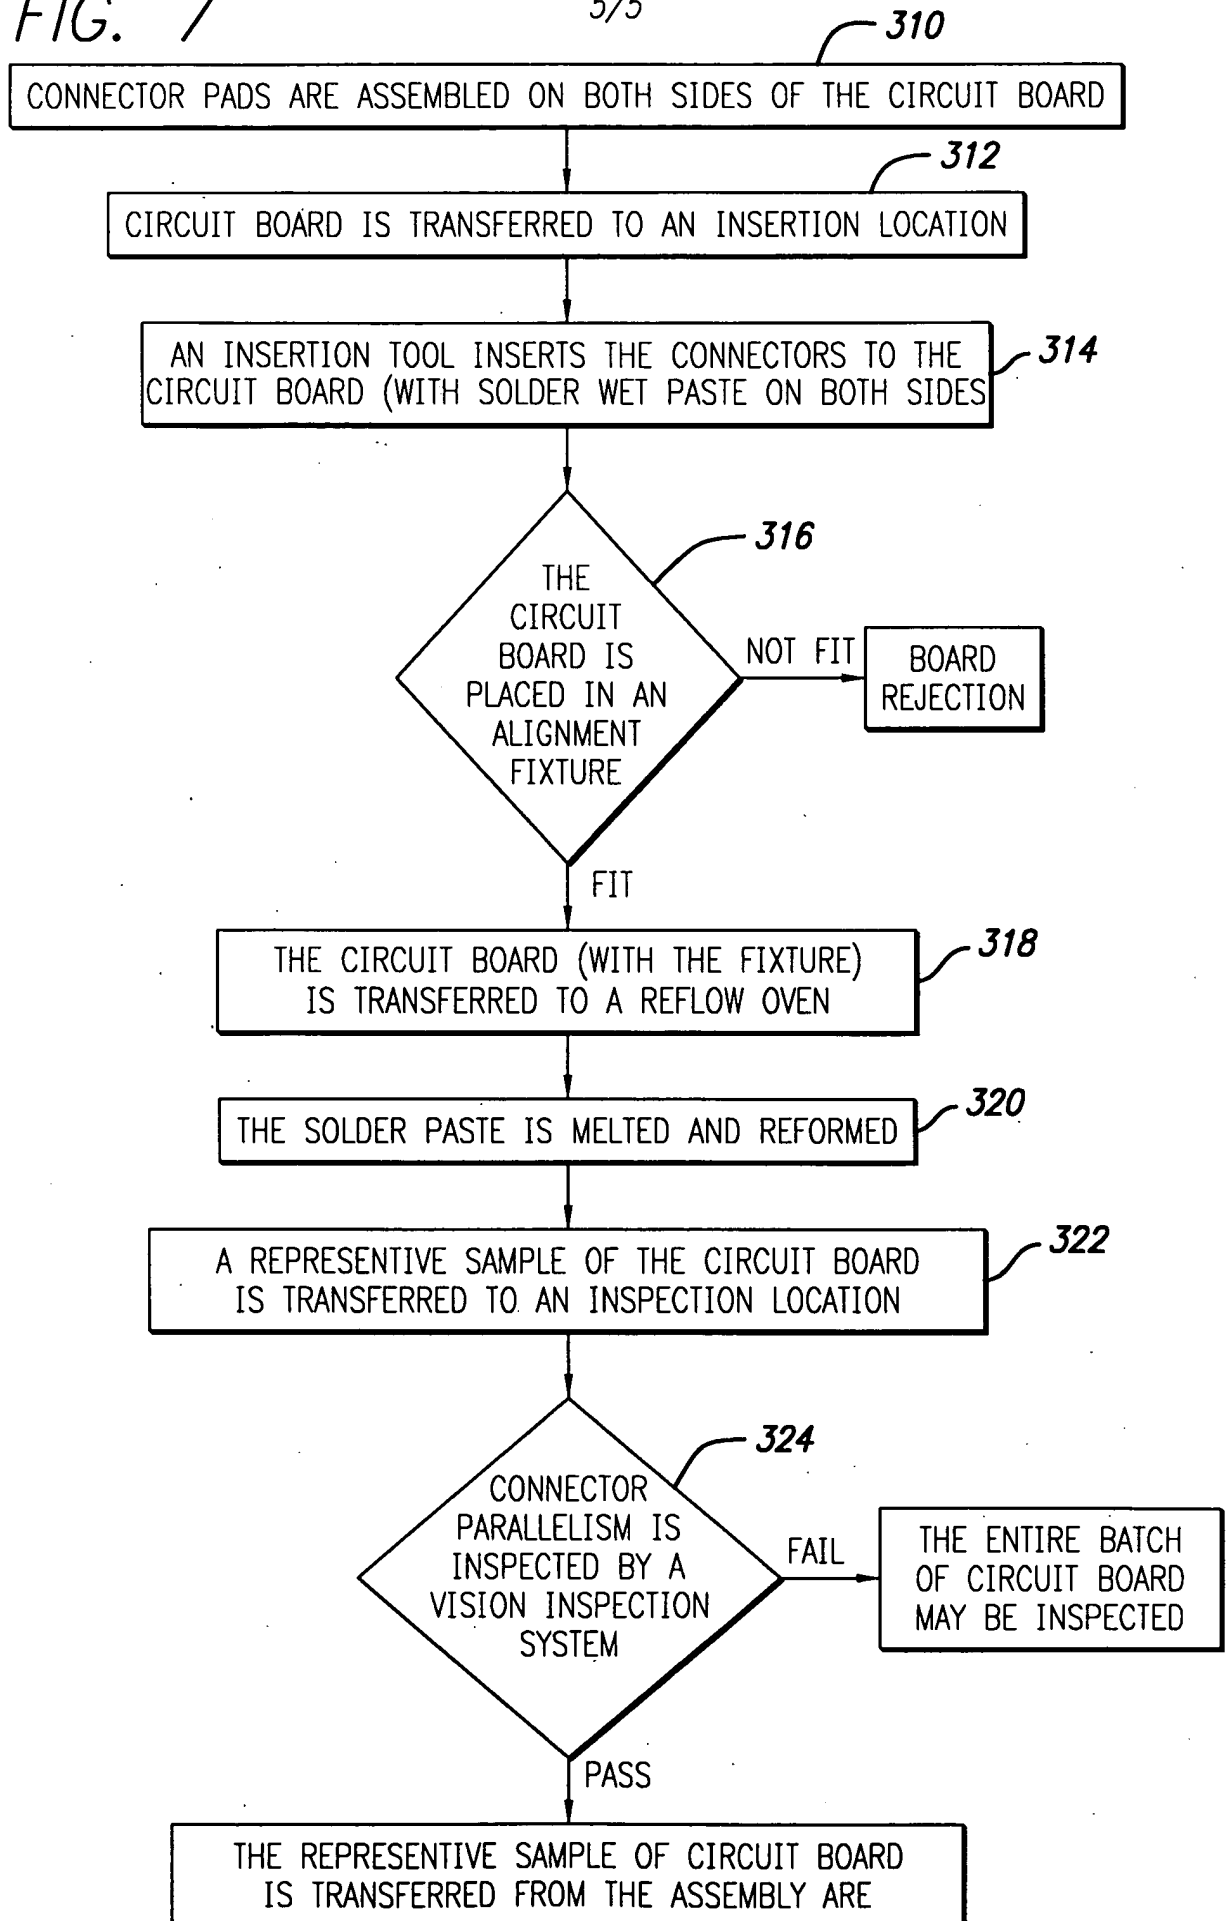 FIG. 7
5/5
310
CONNECTOR PADS ARE ASSEMBLED ON BOTH SIDES OF THE CIRCUIT BOARD
312
CIRCUIT BOARD IS TRANSFERRED TO AN INSERTION LOCATION
314
AN INSERTION TOOL INSERTS THE CONNECTORS TO THE
CIRCUIT BOARD (WITH SOLDER WET PASTE ON BOTH SIDES
316
THE
CIRCUIT
BOARD IS
PLACED IN AN
ALIGNMENT
FIXTURE
NOT FIT
BOARD
REJECTION
FIT
318
THE CIRCUIT BOARD (WITH THE FIXTURE)
IS TRANSFERRED TO A REFLOW OVEN
320
THE SOLDER PASTE IS MELTED AND REFORMED
322
A REPRESENTIVE SAMPLE OF THE CIRCUIT BOARD
IS TRANSFERRED TO AN INSPECTION LOCATION
324
CONNECTOR
PARALLELISM IS
INSPECTED BY A
VISION INSPECTION
SYSTEM
FAIL
THE ENTIRE BATCH
OF CIRCUIT BOARD
MAY BE INSPECTED
PASS
THE REPRESENTIVE SAMPLE OF CIRCUIT BOARD
IS TRANSFERRED FROM THE ASSEMBLY ARE